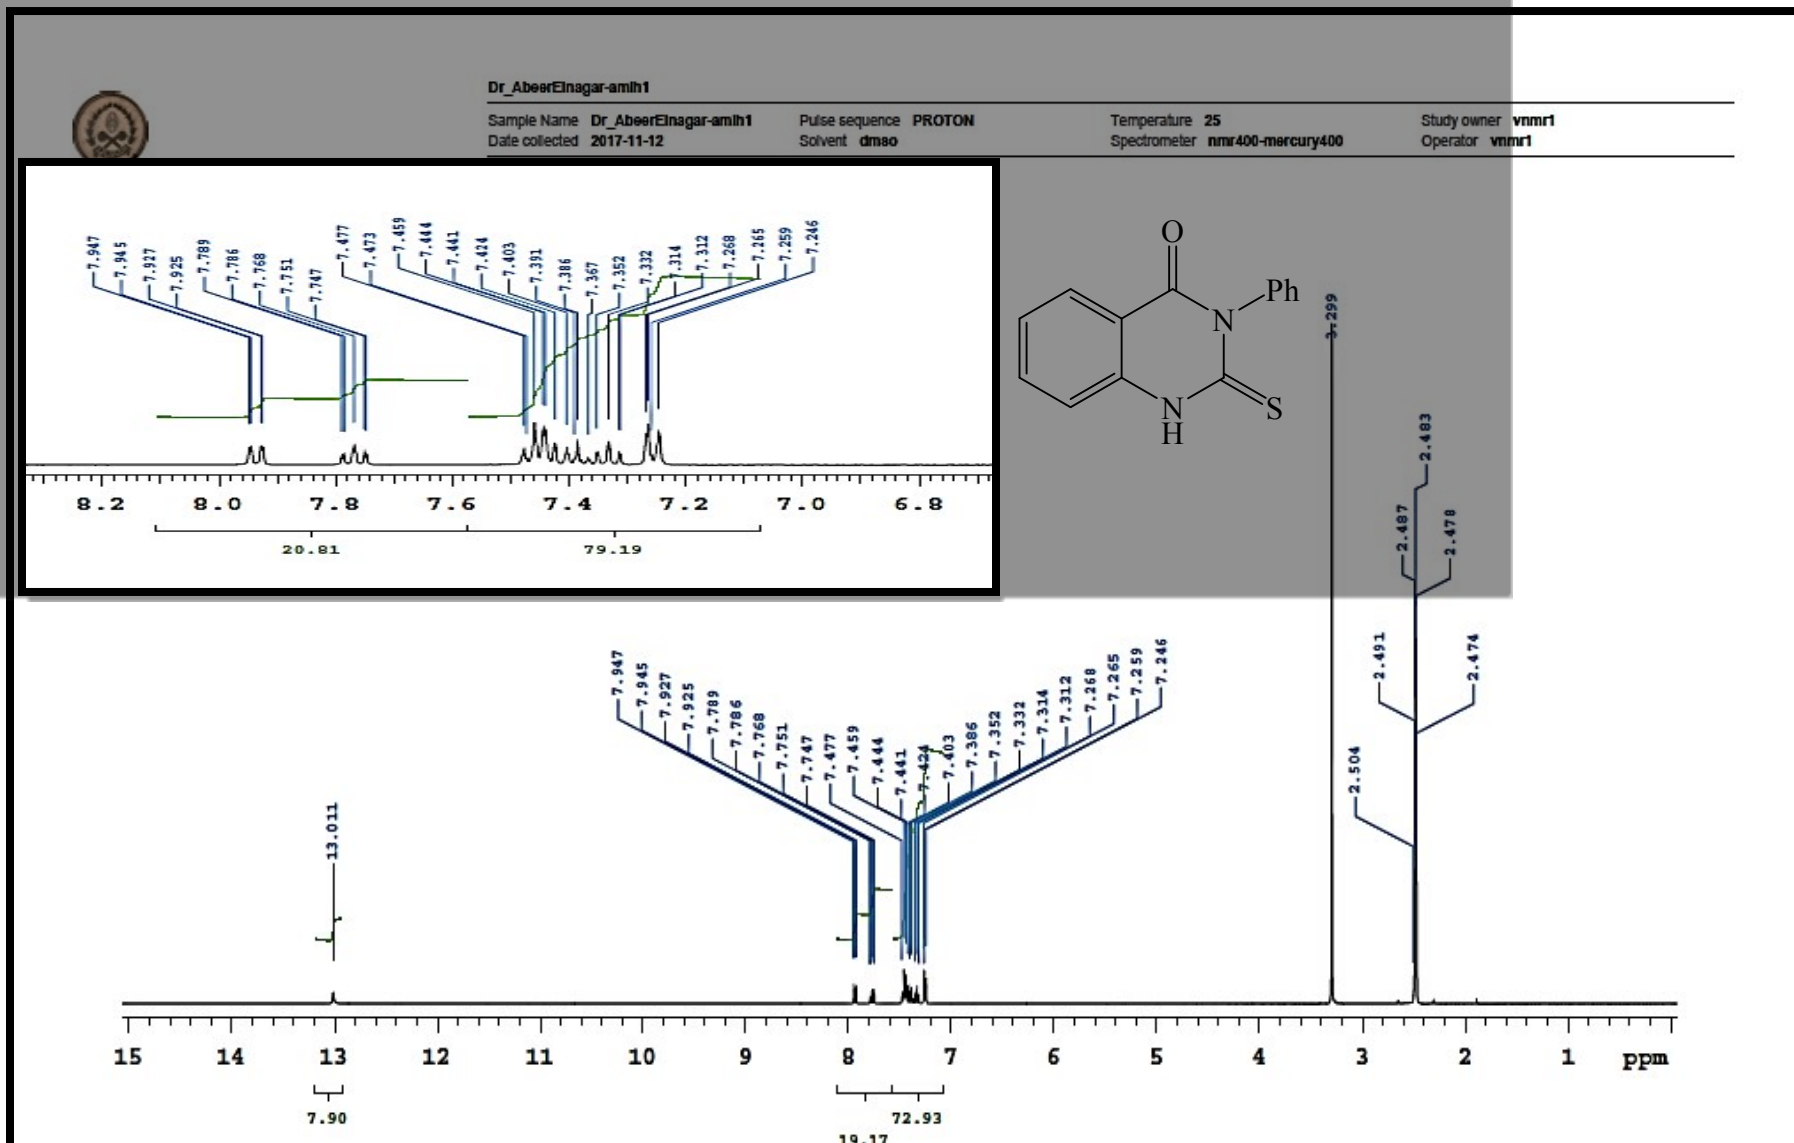 Dr_AbeerElnagar-amih1
Sample Name Dr_AbeerElnagar-amih1 Pulse sequence PROTON Temperature 25 Study owner vnmr1
Date collected 2017-11-12 Solvent dmso Spectrometer nmr400-mercury400 Operator vnmr1
7.947 7.945 7.927 7.925 7.789 7.786 7.768 7.751 7.747 7.477 7.473 7.459 7.444 7.441 7.424 7.403 7.391 7.386 7.367 7.352 7.332 7.314 7.312 7.268 7.265 7.259 7.246
8.2 8.0 7.8 7.6 7.4 7.2 7.0 6.8
20.81 79.19
O
Ph
N
N
H
S
3.299
2.483
2.487 2.478
2.491 2.474
2.504
7.947 7.945 7.927 7.925 7.789 7.786 7.768 7.751 7.747 7.477 7.459 7.444 7.441 7.424 7.403 7.386 7.352 7.332 7.314 7.312 7.268 7.265 7.259 7.246
13.011
15 14 13 12 11 10 9 8 7 6 5 4 3 2 1 ppm
7.90 72.93
19.17